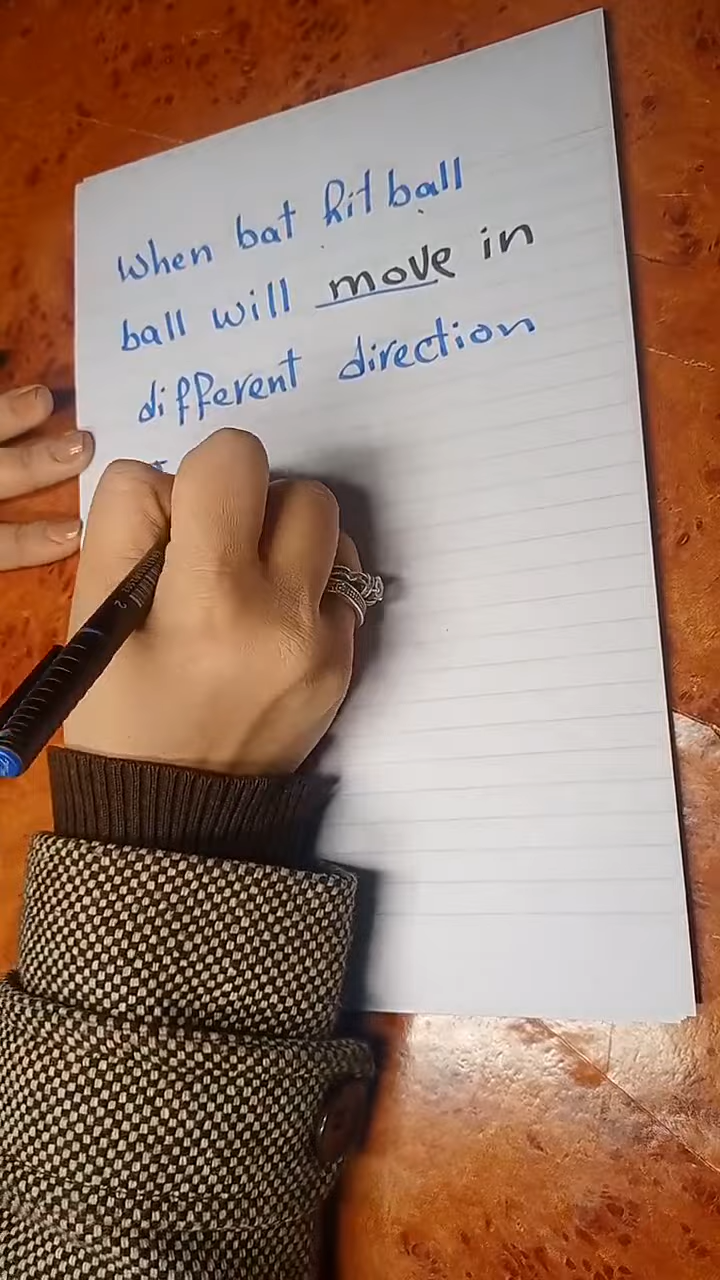 When bat hit ball
ball will move in
different direction